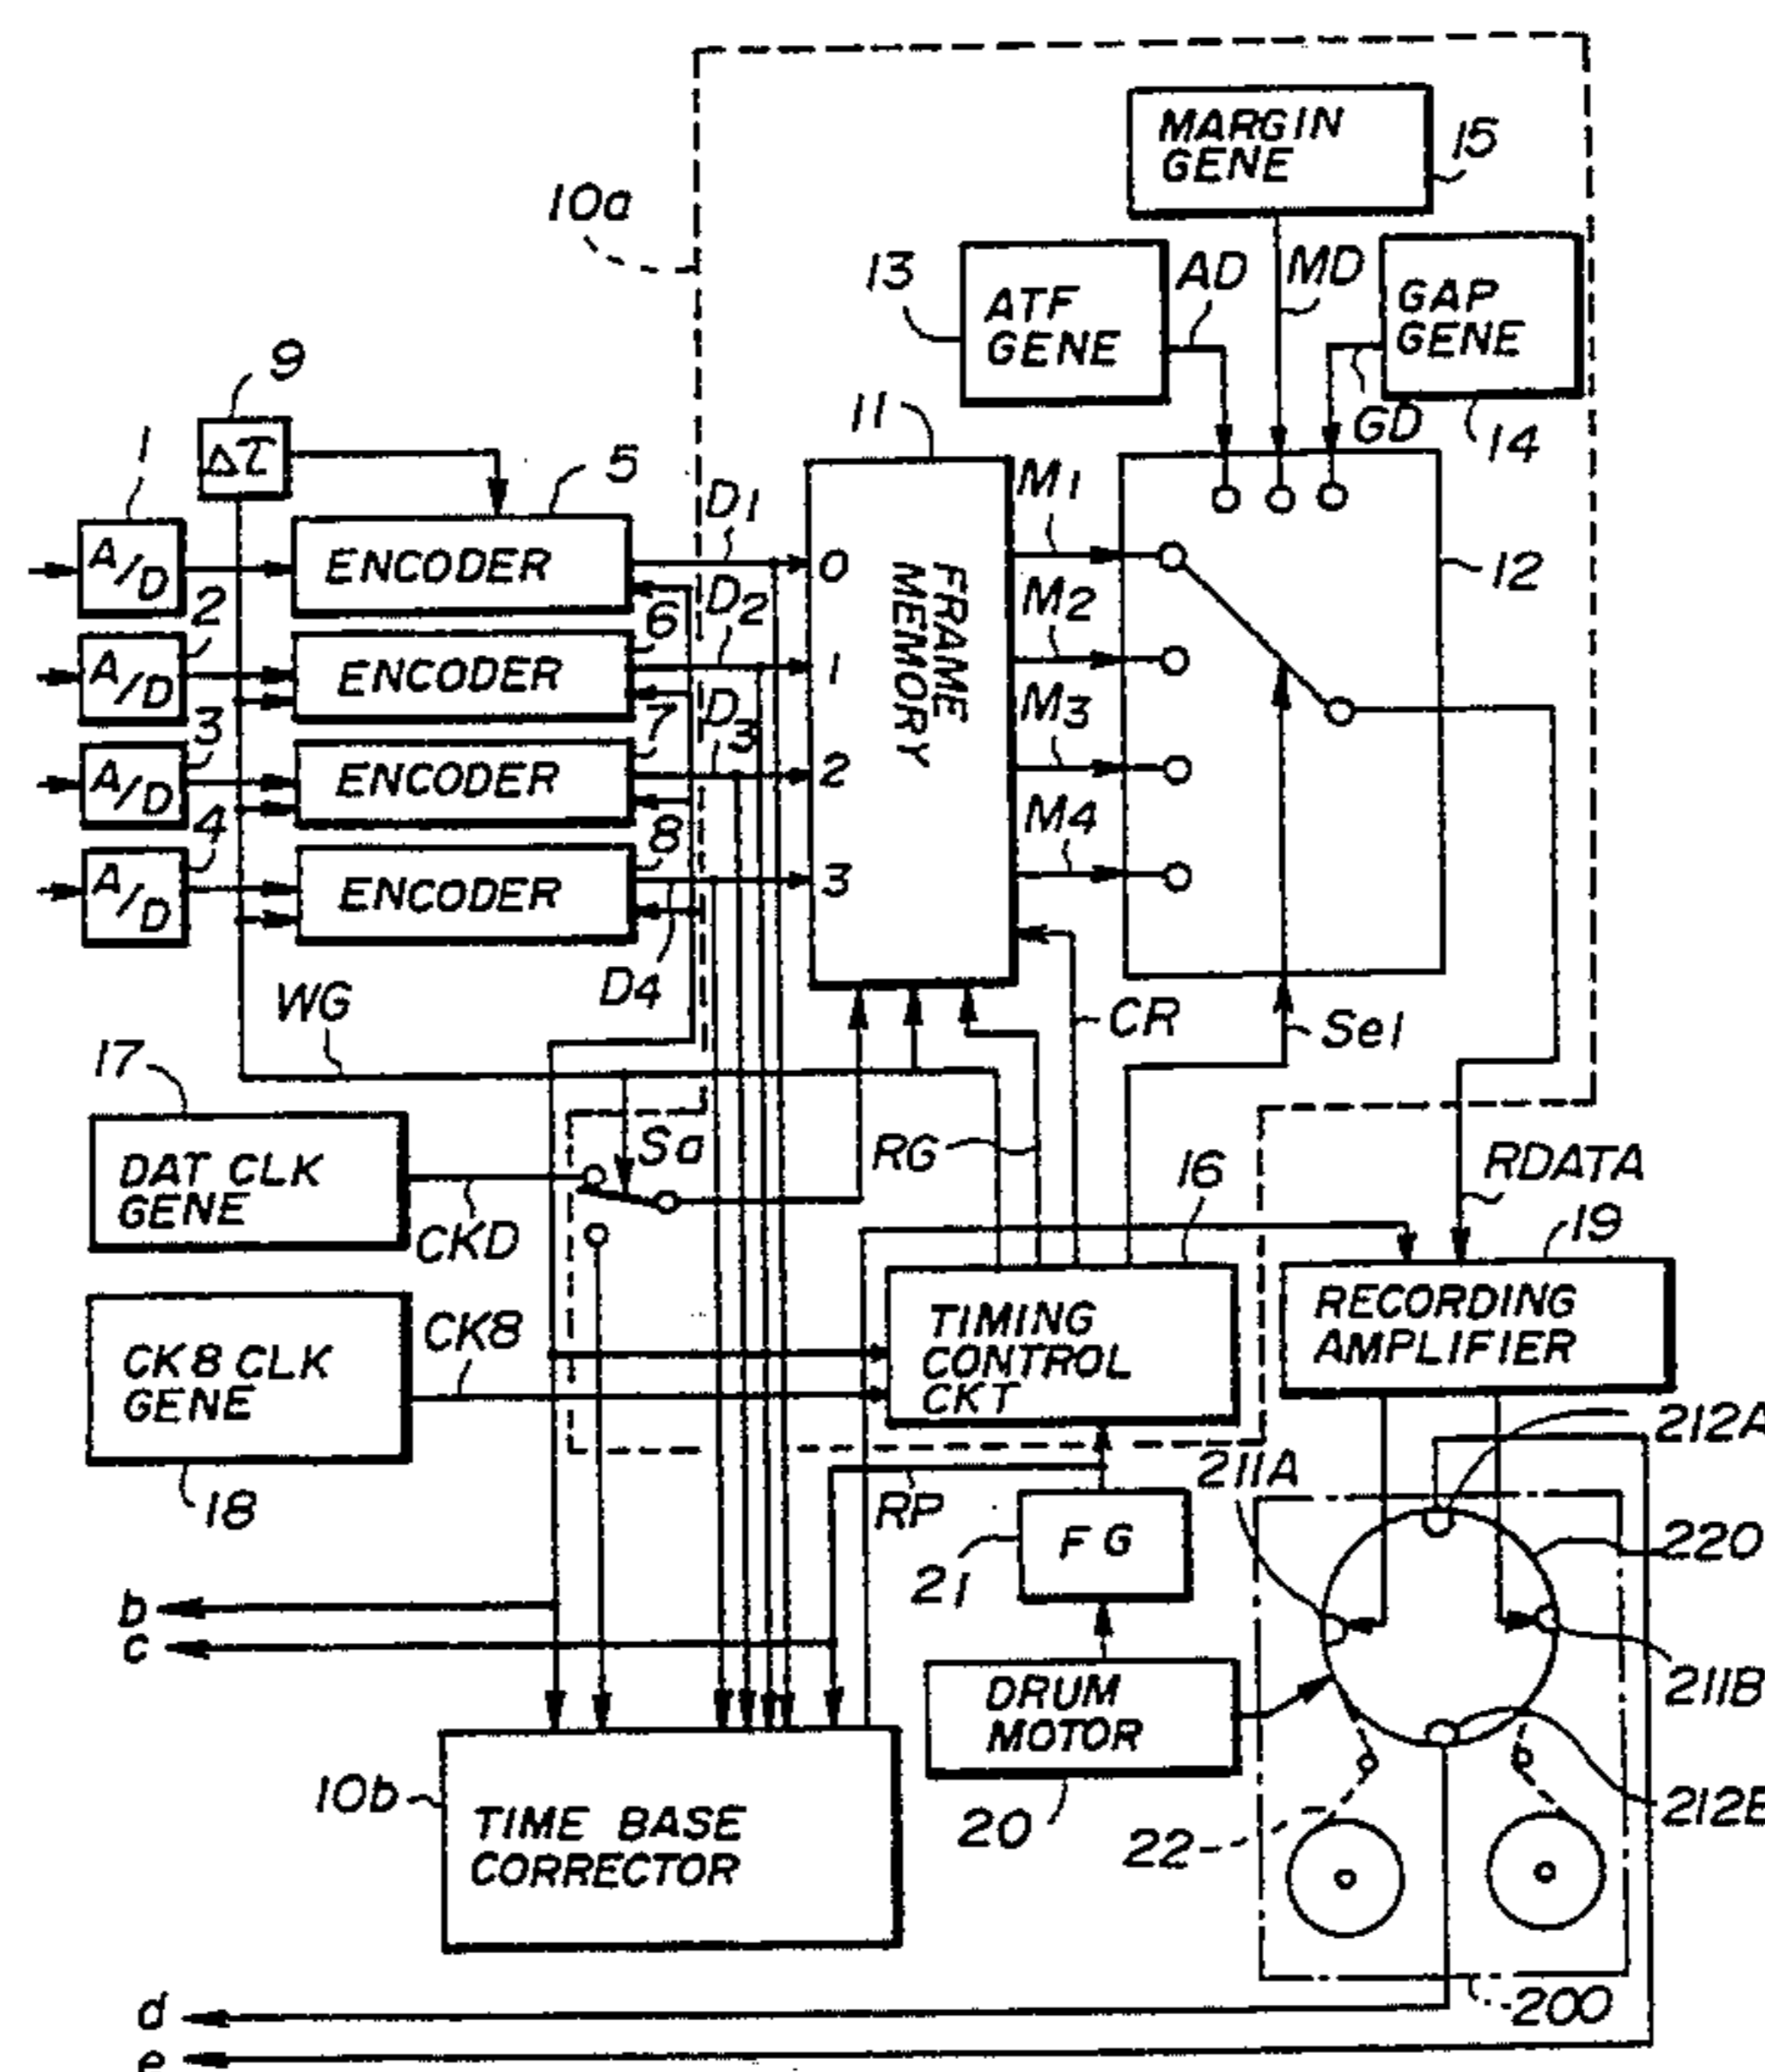 MARGIN
GENE
15
10a
13
ATF
GENE
AD
MD
GAP
GENE
GD
14
9
ΔT
1
5
11
A/D
ENCODER
D1
0
FRAME
MEMORY
M1
12
2
6
A/D
ENCODER
D2
1
M2
3
7
A/D
ENCODER
D3
2
M3
4
8
A/D
ENCODER
D4
3
M4
WG
CR
Sel
17
DAT CLK
GENE
CKD
Sa
RG
16
RDATA
19
CK8 CLK
GENE
CK8
18
TIMING
CONTROL
CKT
RECORDING
AMPLIFIER
211A
212A
RP
FG
21
220
b
c
DRUM
MOTOR
20
211B
10b
TIME BASE
CORRECTOR
22
212B
d
200
e